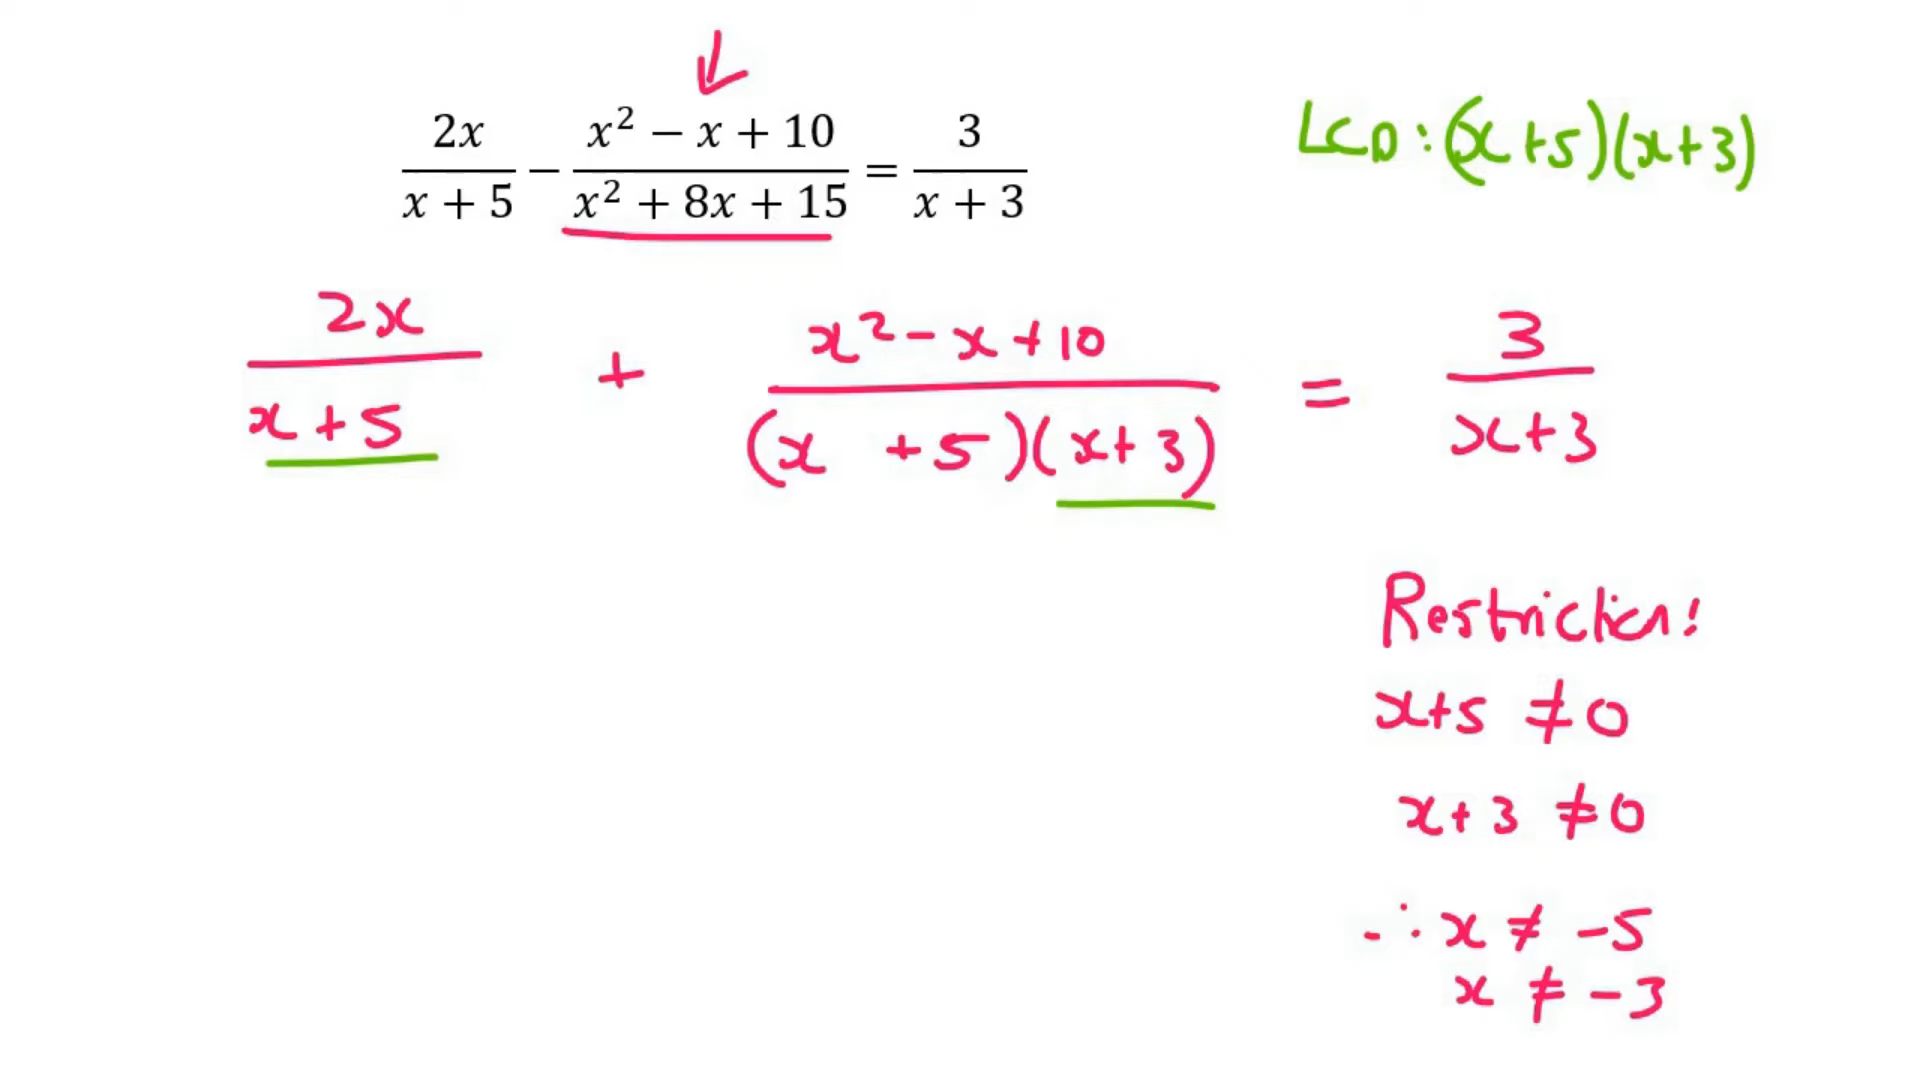 2x/(x + 5) − (x² − x + 10)/(x² + 8x + 15) = 3/(x + 3)
LCD: (x+5)(x+3)
2x/(x+5) + (x² − x + 10)/((x +5)(x+3)) = 3/(x+3)
Restriction!
x+5 ≠ 0
x+3 ≠ 0
∴ x ≠ -5
x ≠ -3